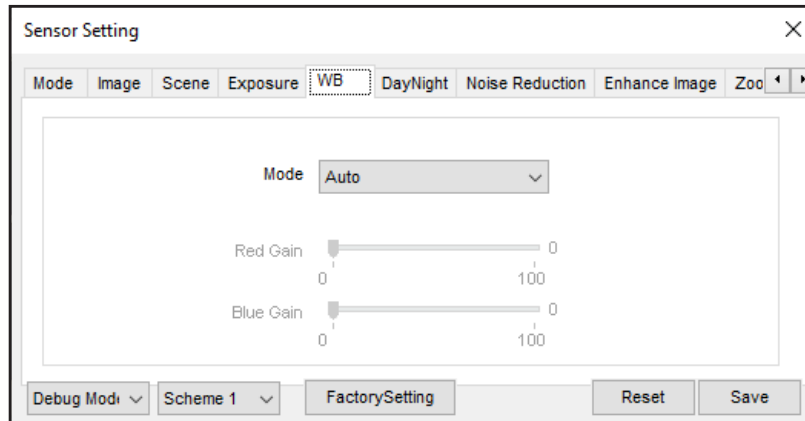 Sensor Setting
Mode Image Scene Exposure WB DayNight Noise Reduction Enhance Image Zoo
Mode Auto
Red Gain 0
0 100
Blue Gain 0
0 100
Debug Mod Scheme 1 FactorySetting Reset Save